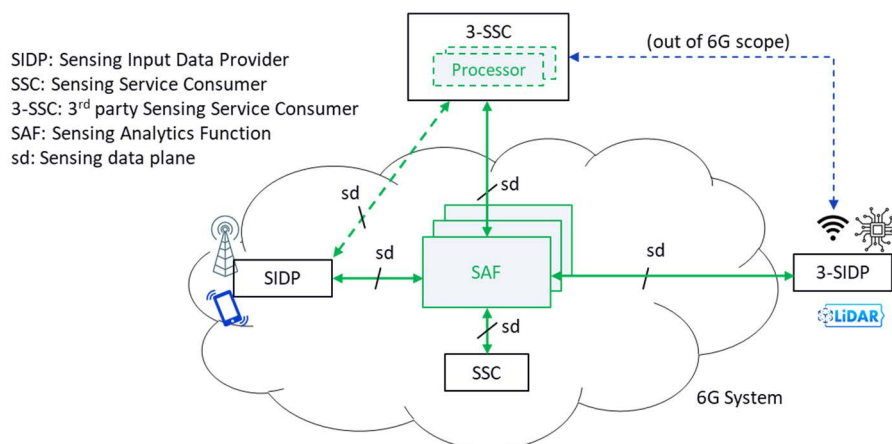 3-SSC
Processor
(out of 6G scope)
SIDP: Sensing Input Data Provider
SSC: Sensing Service Consumer
3-SSC: 3rd party Sensing Service Consumer
SAF: Sensing Analytics Function
sd: Sensing data plane
sd
sd
SIDP
sd
SAF
sd
3-SIDP
LiDAR
sd
SSC
6G System